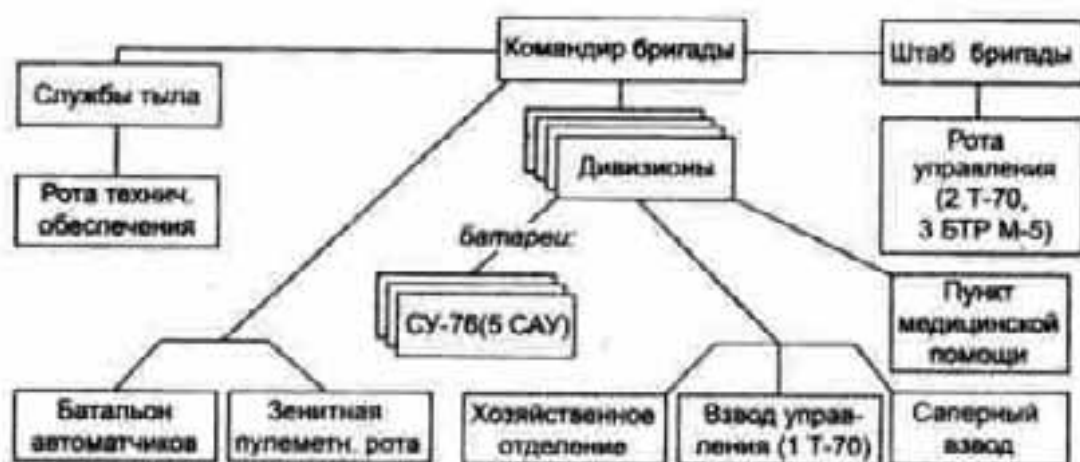 Командир бригады
Штаб бригады
Службы тыла
Дивизионы
Рота
управления
(2 Т-70,
3 БТР М-5)
Рота технич.
обеспечения
батареи:
СУ-76(5 САУ)
Пункт
медицинской
помощи
Батальон
автоматчиков
Зенитная
пулеметн. рота
Хозяйственное
отделение
Взвод управ-
ления (1 Т-70)
Саперный
взвод